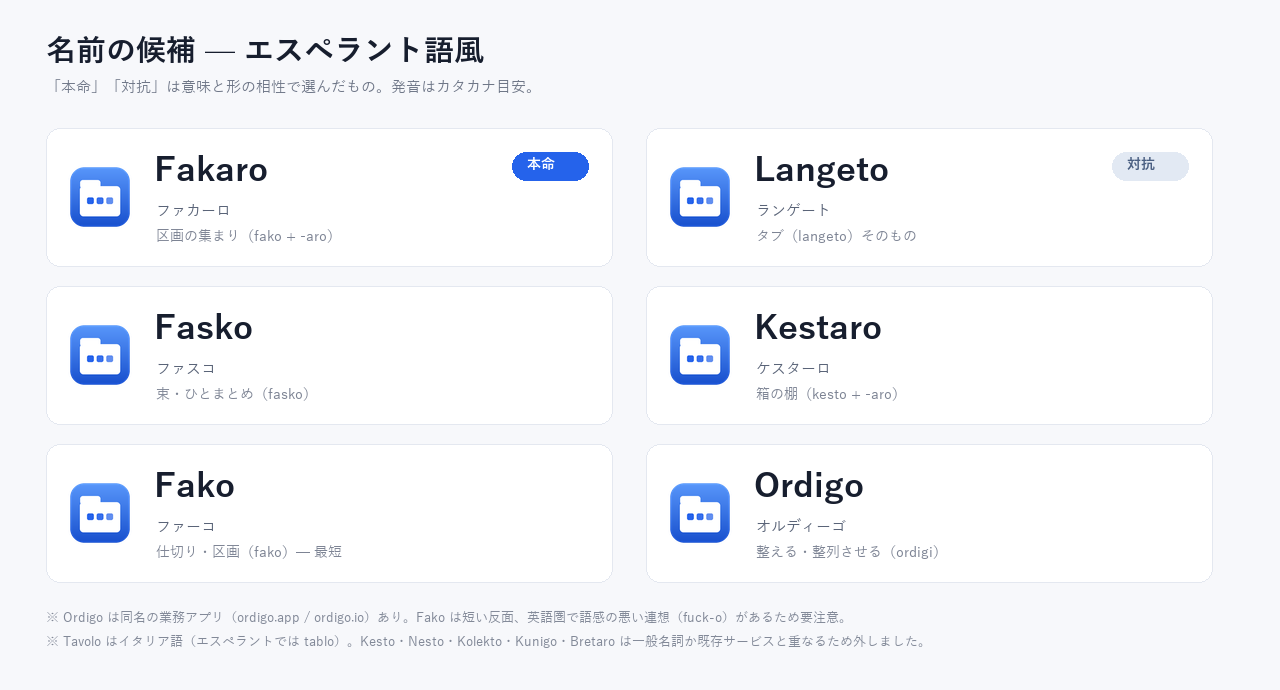 名前の候補 — エスペラント語風
「本命」「対抗」は意味と形の相性で選んだもの。発音はカタカナ目安。
Fakaro
本命
ファカーロ
区画の集まり（fako + -aro）
Langeto
対抗
ランゲート
タブ（langeto）そのもの
Fasko
ファスコ
束・ひとまとめ（fasko）
Kestaro
ケスターロ
箱の棚（kesto + -aro）
Fako
ファーコ
仕切り・区画（fako）— 最短
Ordigo
オルディーゴ
整える・整列させる（ordigi）
※ Ordigo は同名の業務アプリ（ordigo.app / ordigo.io）あり。Fako は短い反面、英語圏で語感の悪い連想（fuck-o）があるため要注意。
※ Tavolo はイタリア語（エスペラントでは tablo）。Kesto・Nesto・Kolekto・Kunigo・Bretaro は一般名詞か既存サービスと重なるため外しました。